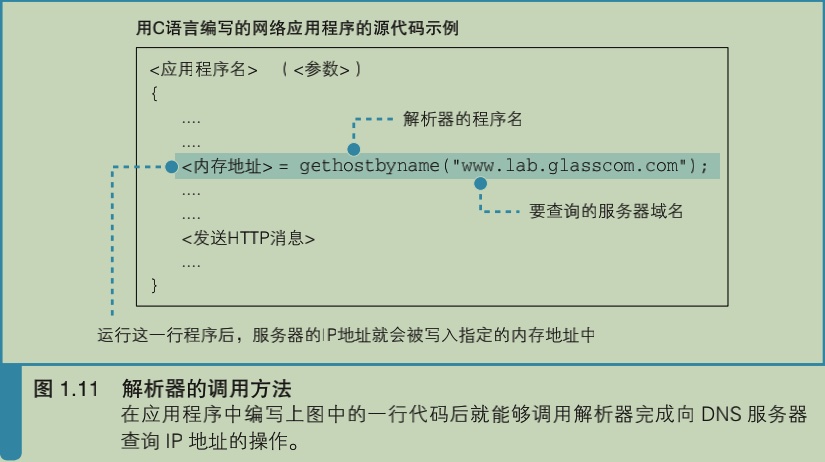 用C语言编写的网络应用程序的源代码示例
<应用程序名> （<参数>）
{
....
解析器的程序名
....
<内存地址> = gethostbyname("www.lab.glasscom.com");
....
....
要查询的服务器域名
<发送HTTP消息>
....
}
运行这一行程序后，服务器的IP地址就会被写入指定的内存地址中
图 1.11 解析器的调用方法
在应用程序中编写上图中的一行代码后就能够调用解析器完成向 DNS 服务器
查询 IP 地址的操作。